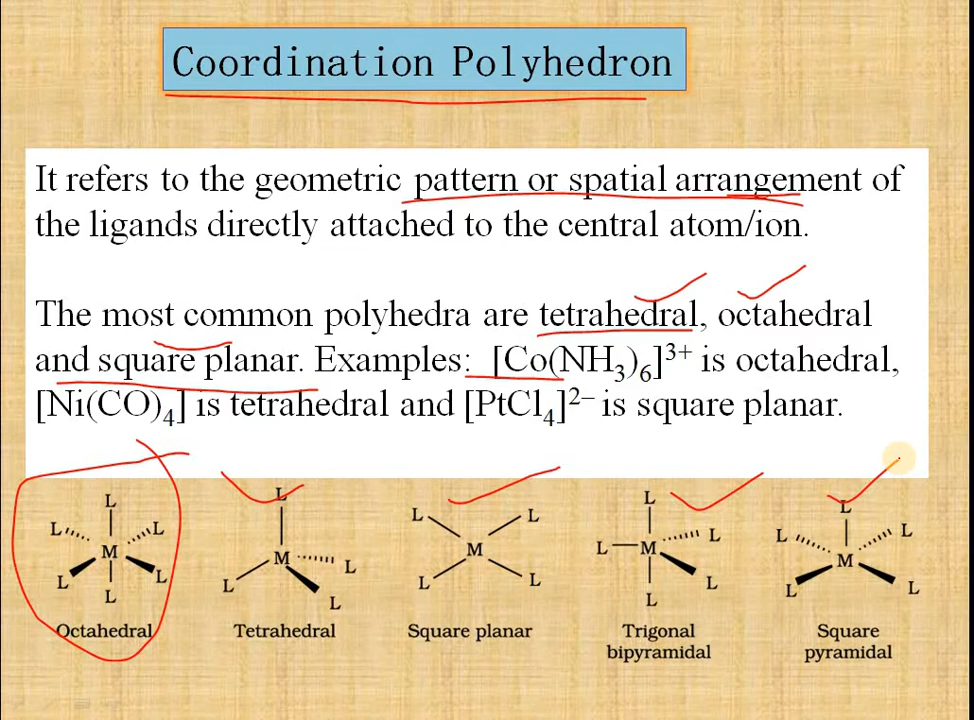 Coordination Polyhedron
It refers to the geometric pattern or spatial arrangement of
the ligands directly attached to the central atom/ion.
The most common polyhedra are tetrahedral, octahedral
and square planar. Examples: [Co(NH₃)₆]³⁺ is octahedral,
[Ni(CO)₄] is tetrahedral and [PtCl₄]²⁻ is square planar.
L
L L
M
L L
L
Octahedral
L
M
L
L
L
Tetrahedral
L L
M
L L
Square planar
L
L
L M
L
L
Trigonal
bipyramidal
L
L L
M
L L
Square
pyramidal